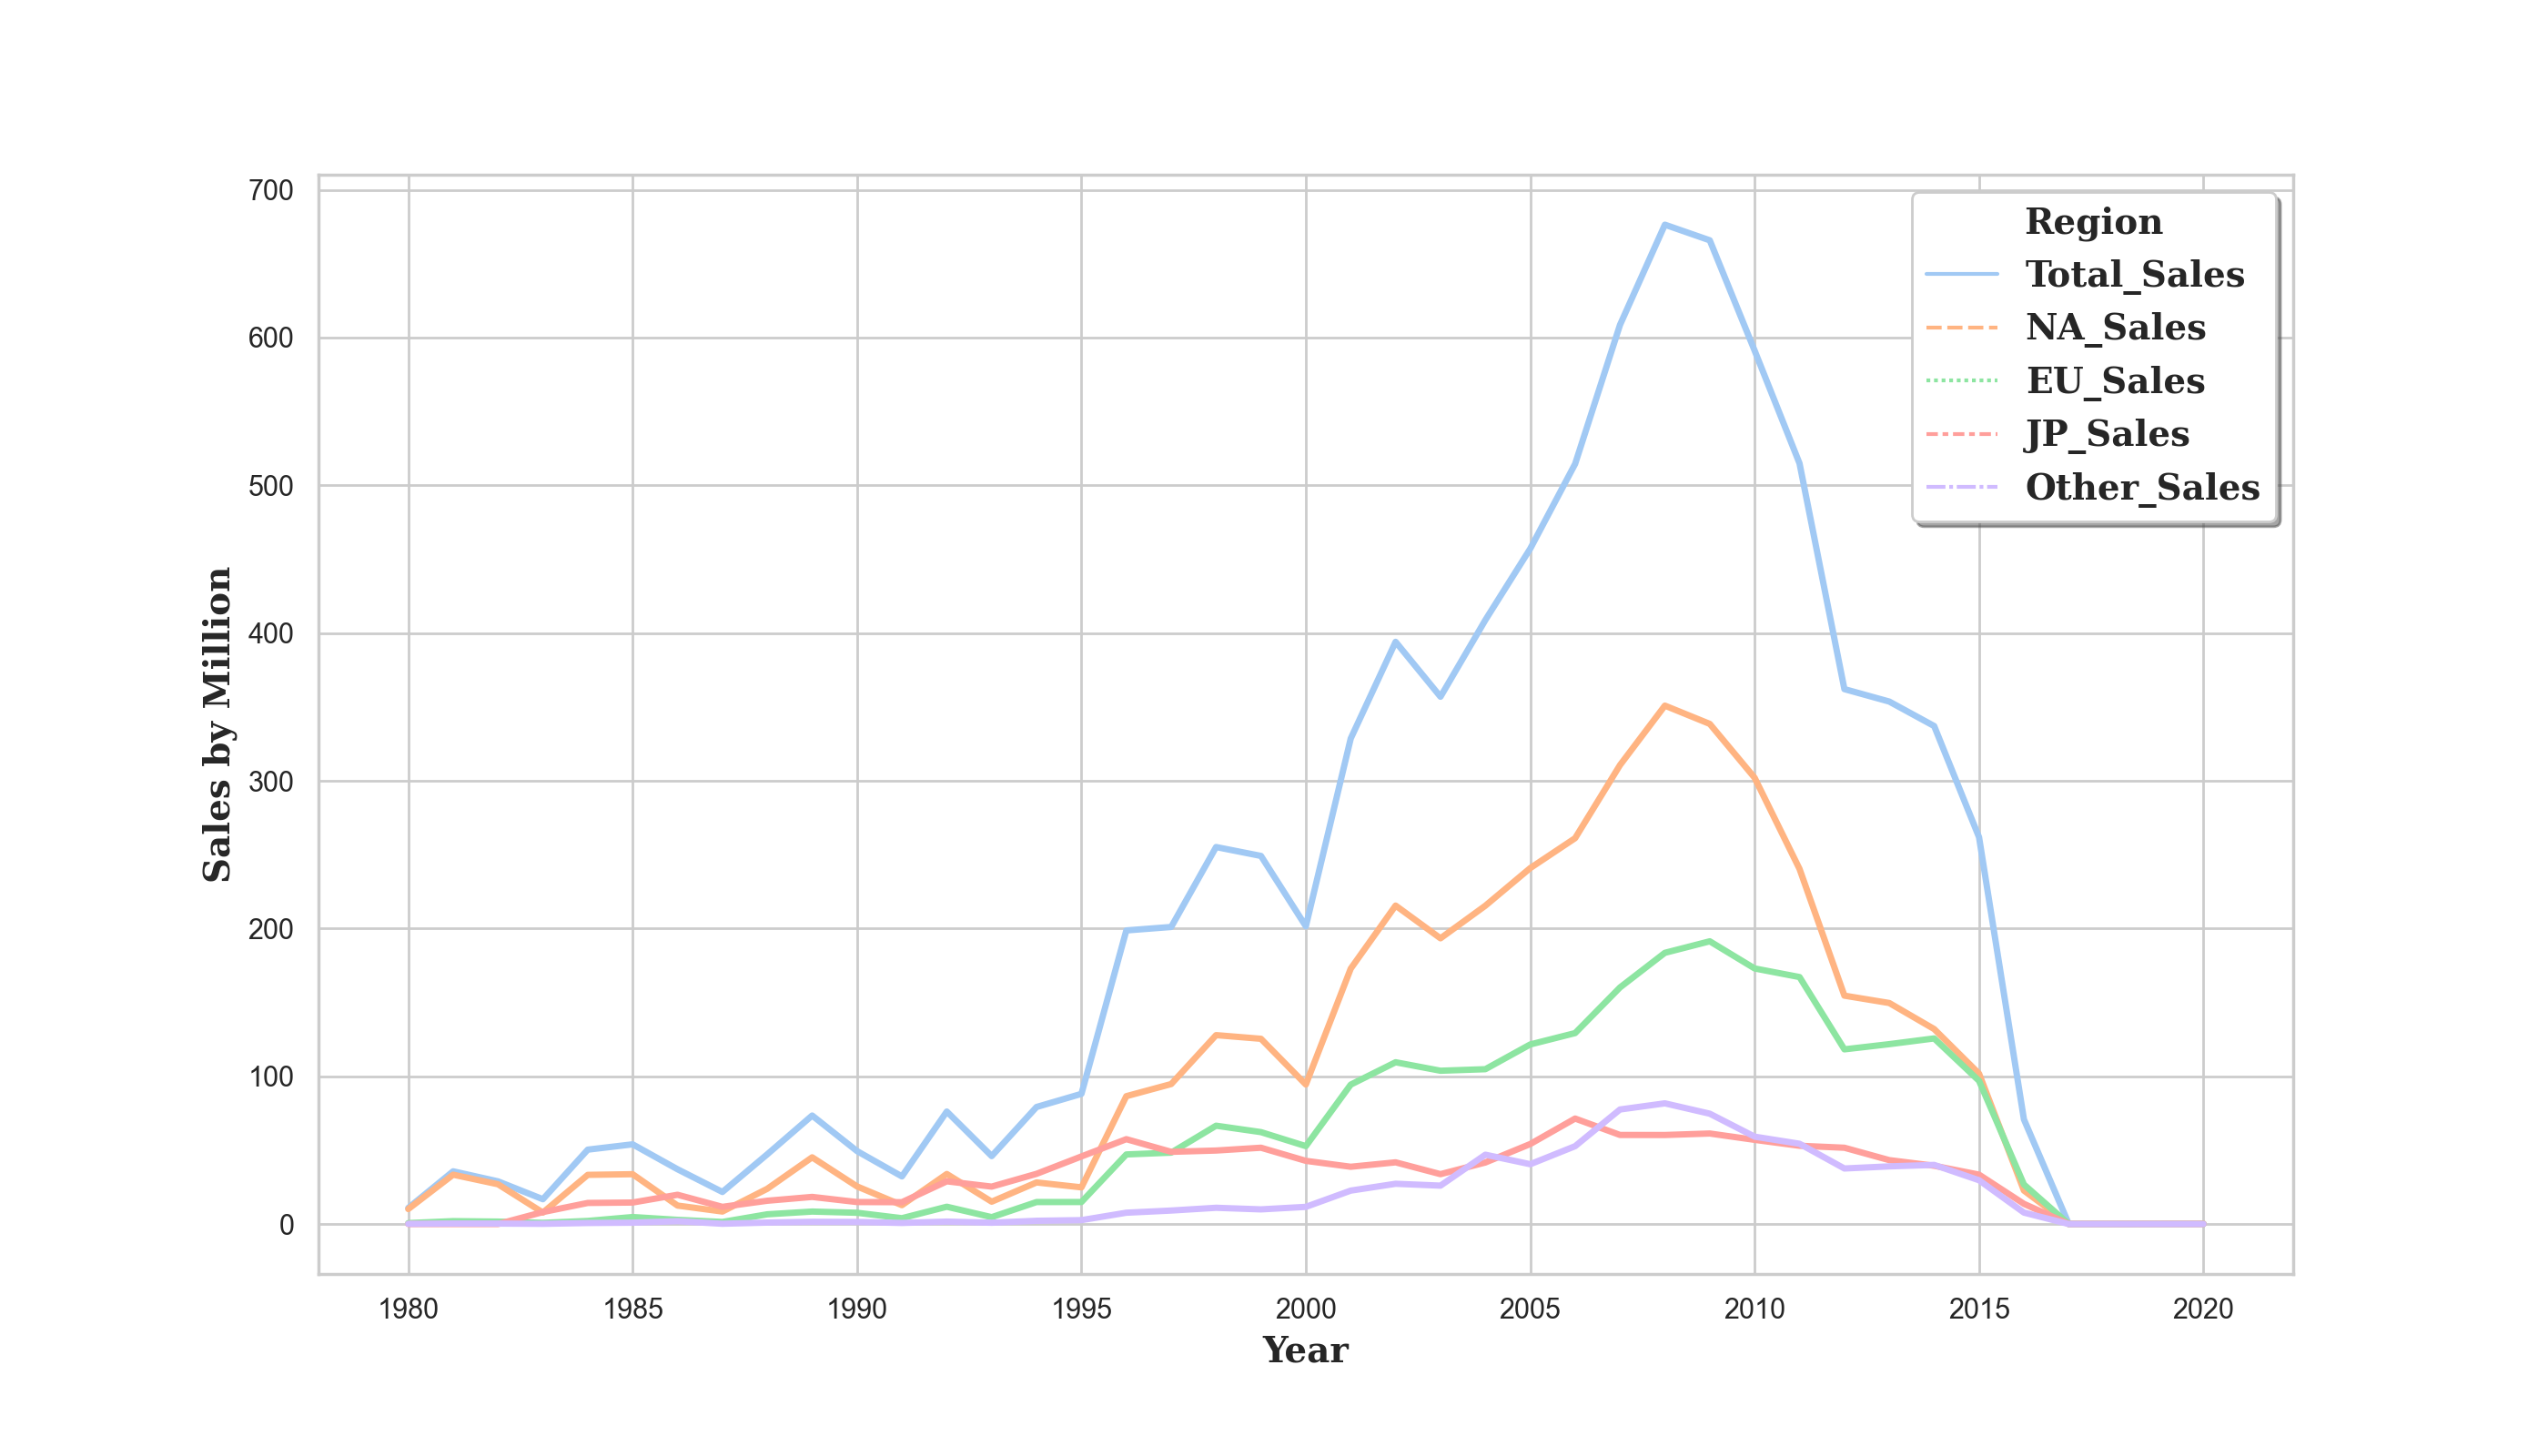 700
600
500
400
300
200
100
0
Sales by Million
1980 1985 1990 1995 2000 2005 2010 2015 2020
Year
Region
Total_Sales
NA_Sales
EU_Sales
JP_Sales
Other_Sales